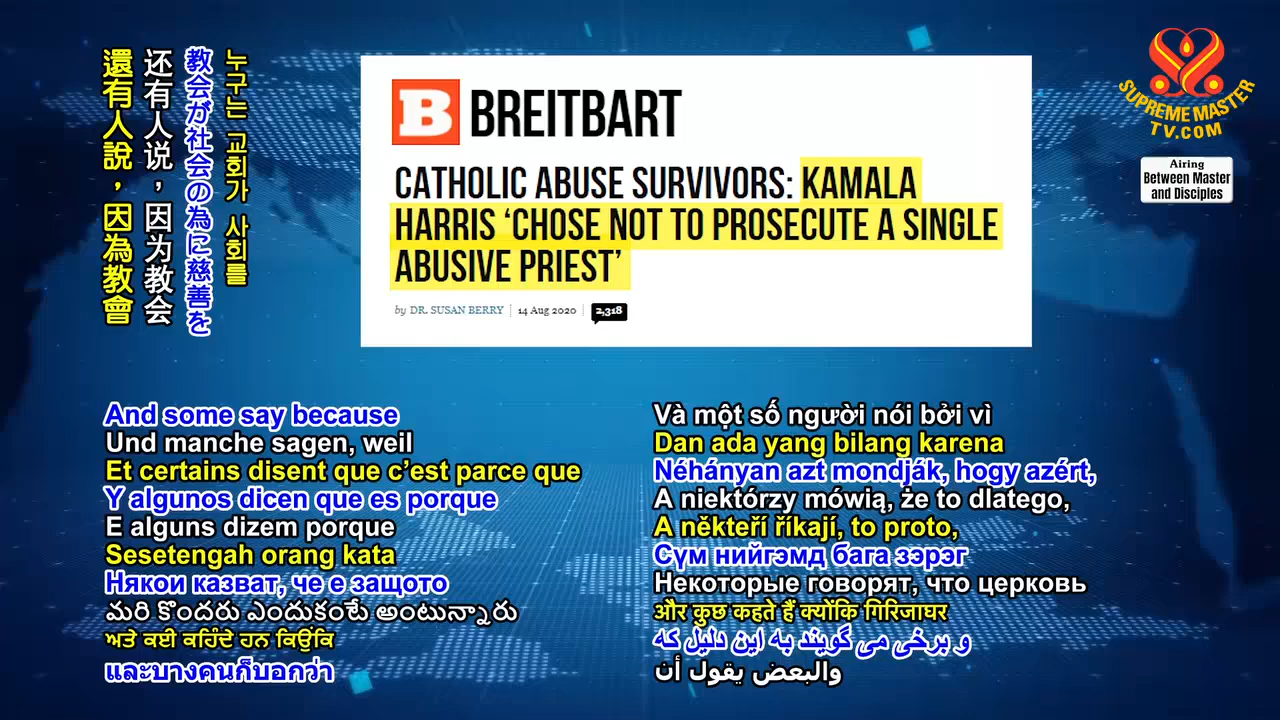 누구는 교회가 사회를
教会が社会の為に慈善を
还有人说，因为教会
還有人說，因為教會
B BREITBART
CATHOLIC ABUSE SURVIVORS: KAMALA
HARRIS ‘CHOSE NOT TO PROSECUTE A SINGLE
ABUSIVE PRIEST’
by DR. SUSAN BERRY | 14 Aug 2020 | 2,318
SUPREME MASTER
TV.COM
Airing
Between Master
and Disciples
And some say because
Und manche sagen, weil
Et certains disent que c’est parce que
Y algunos dicen que es porque
E alguns dizem porque
Sesetengah orang kata
Някои казват, че е защото
మరి కొందరు ఎందుకంటే అంటున్నారు
ਅਤੇ ਕਈ ਕਹਿੰਦੇ ਹਨ ਕਿਉਂਕਿ
และบางคนก็บอกว่า
Và một số người nói bởi vì
Dan ada yang bilang karena
Néhányan azt mondják, hogy azért,
A niektórzy mówią, że to dlatego,
A někteří říkají, to proto,
Сүм нийгэмд бага зэрэг
Некоторые говорят, что церковь
और कुछ कहते हैं क्योंकि गिरिजाघर
و برخی می گویند به این دلیل که
والبعض يقول أن